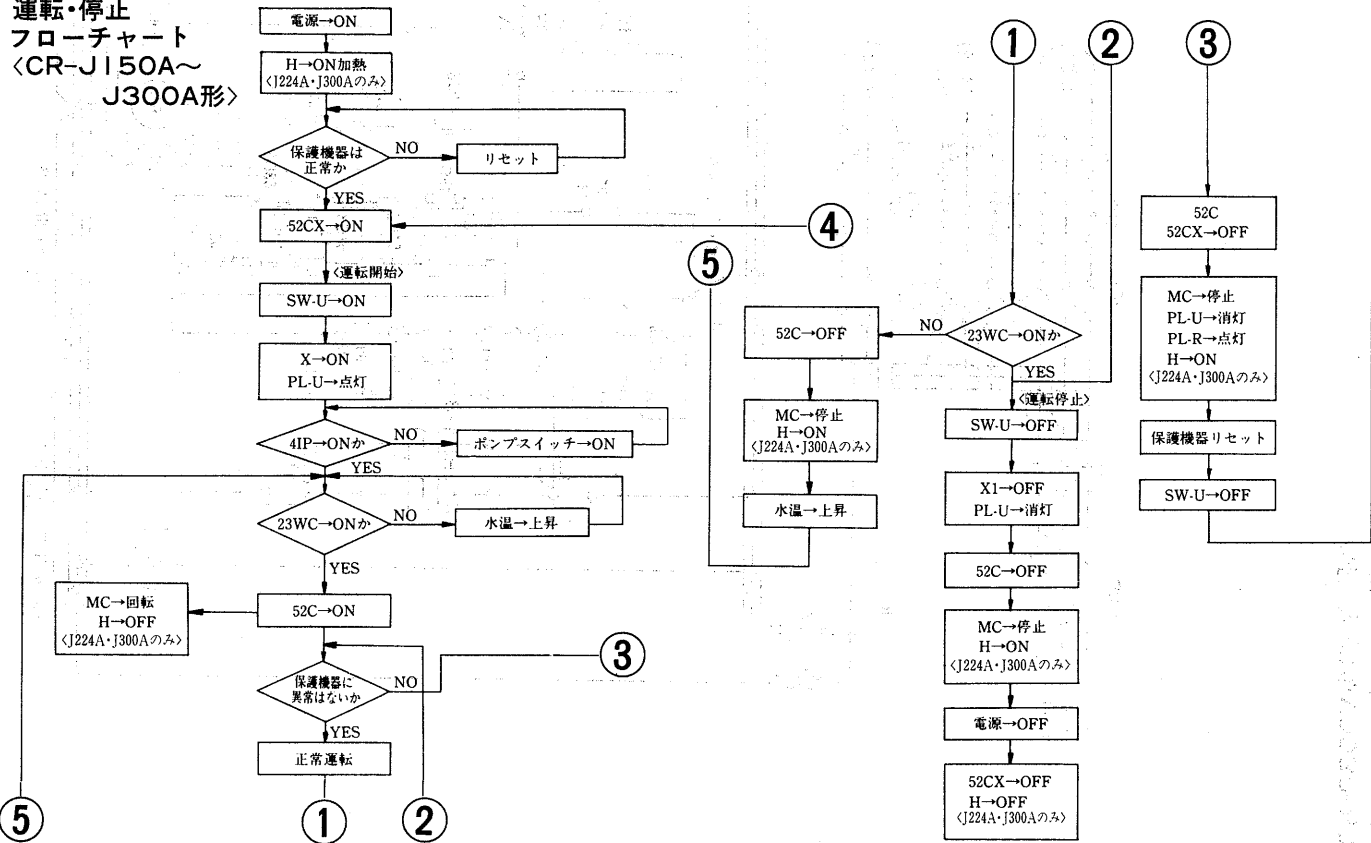 運転・停止
フローチャート
〈CR-J150A〜
J300A形〉
電源→ON
H→ON加熱
〈J224A・J300Aのみ〉
保護機器は
正常か
NO
リセット
YES
52CX→ON
④
〈運転開始〉
SW-U→ON
X→ON
PL-U→点灯
4IP→ONか
NO
ポンプスイッチ→ON
YES
23WC→ONか
NO
水温→上昇
YES
52C→ON
MC→回転
H→OFF
〈J224A・J300Aのみ〉
保護機器に
異常はないか
NO
③
YES
正常運転
⑤
①
②
①
②
③
⑤
23WC→ONか
NO
52C→OFF
MC→停止
H→ON
〈J224A・J300Aのみ〉
水温→上昇
YES
〈運転停止〉
SW-U→OFF
X1→OFF
PL-U→消灯
52C→OFF
MC→停止
H→ON
〈J224A・J300Aのみ〉
電源→OFF
52CX→OFF
H→OFF
〈J224A・J300Aのみ〉
52C
52CX→OFF
MC→停止
PL-U→消灯
PL-R→点灯
H→ON
〈J224A・J300Aのみ〉
保護機器リセット
SW-U→OFF